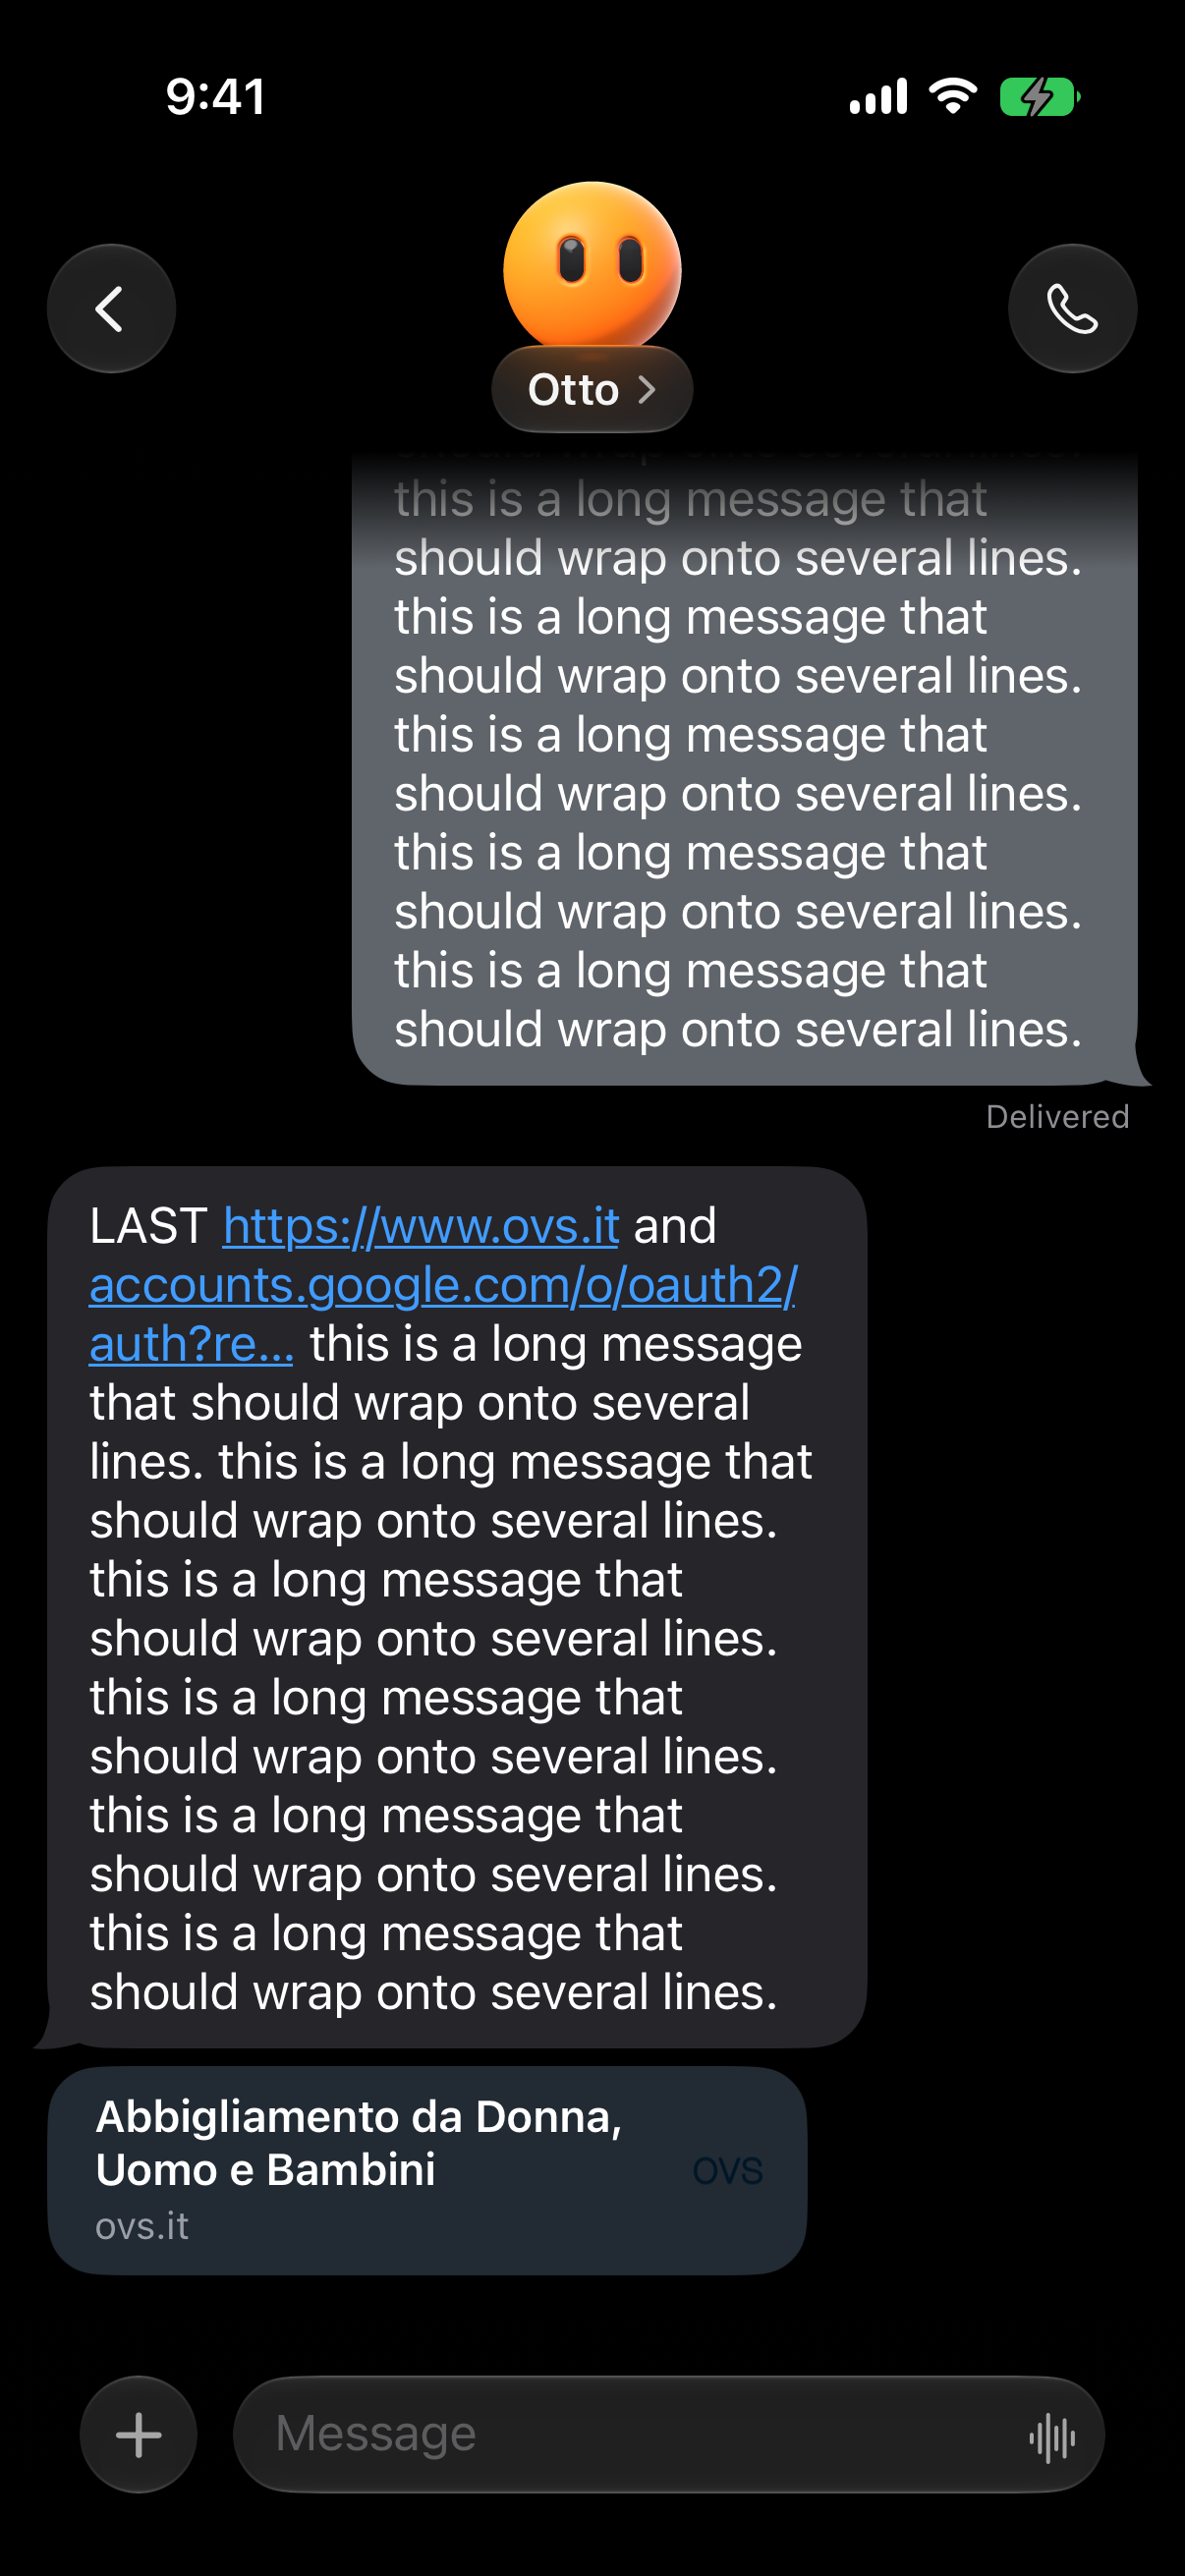 9:41
Otto
this is a long message that
should wrap onto several lines.
this is a long message that
should wrap onto several lines.
this is a long message that
should wrap onto several lines.
this is a long message that
should wrap onto several lines.
this is a long message that
should wrap onto several lines.
Delivered
LAST https://www.ovs.it and
accounts.google.com/o/oauth2/
auth?re... this is a long message
that should wrap onto several
lines. this is a long message that
should wrap onto several lines.
this is a long message that
should wrap onto several lines.
this is a long message that
should wrap onto several lines.
this is a long message that
should wrap onto several lines.
this is a long message that
should wrap onto several lines.
Abbigliamento da Donna,
Uomo e Bambini
OVS
ovs.it
Message